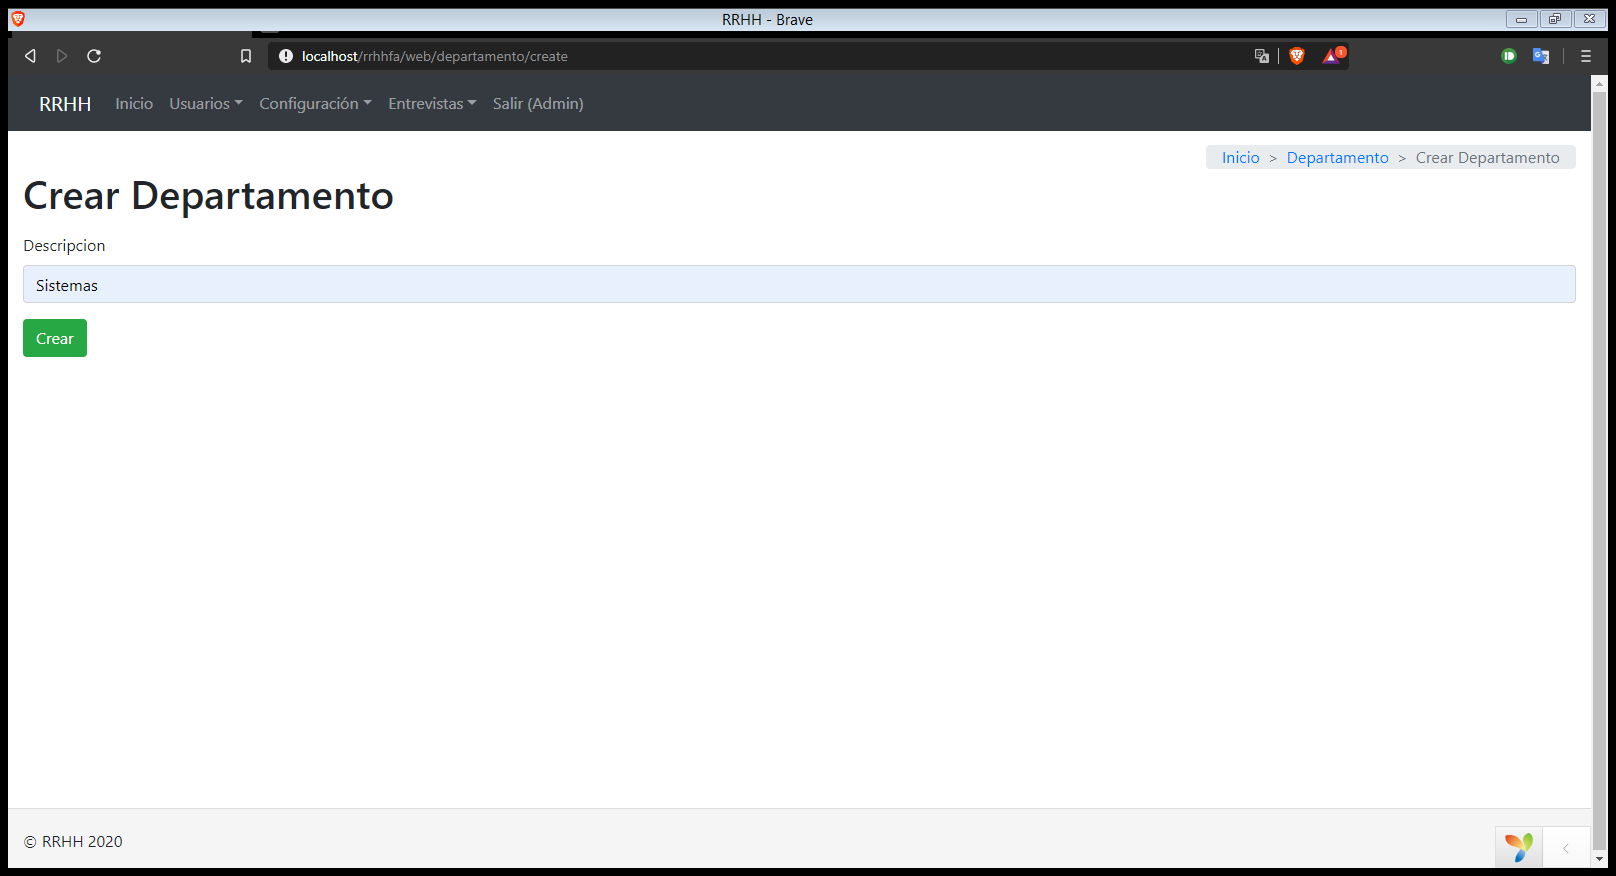 RRHH - Brave
localhost/rrhhfa/web/departamento/create
1
RRHH Inicio Usuarios Configuración Entrevistas Salir (Admin)
Inicio > Departamento > Crear Departamento
Crear Departamento
Descripcion
Sistemas
Crear
© RRHH 2020